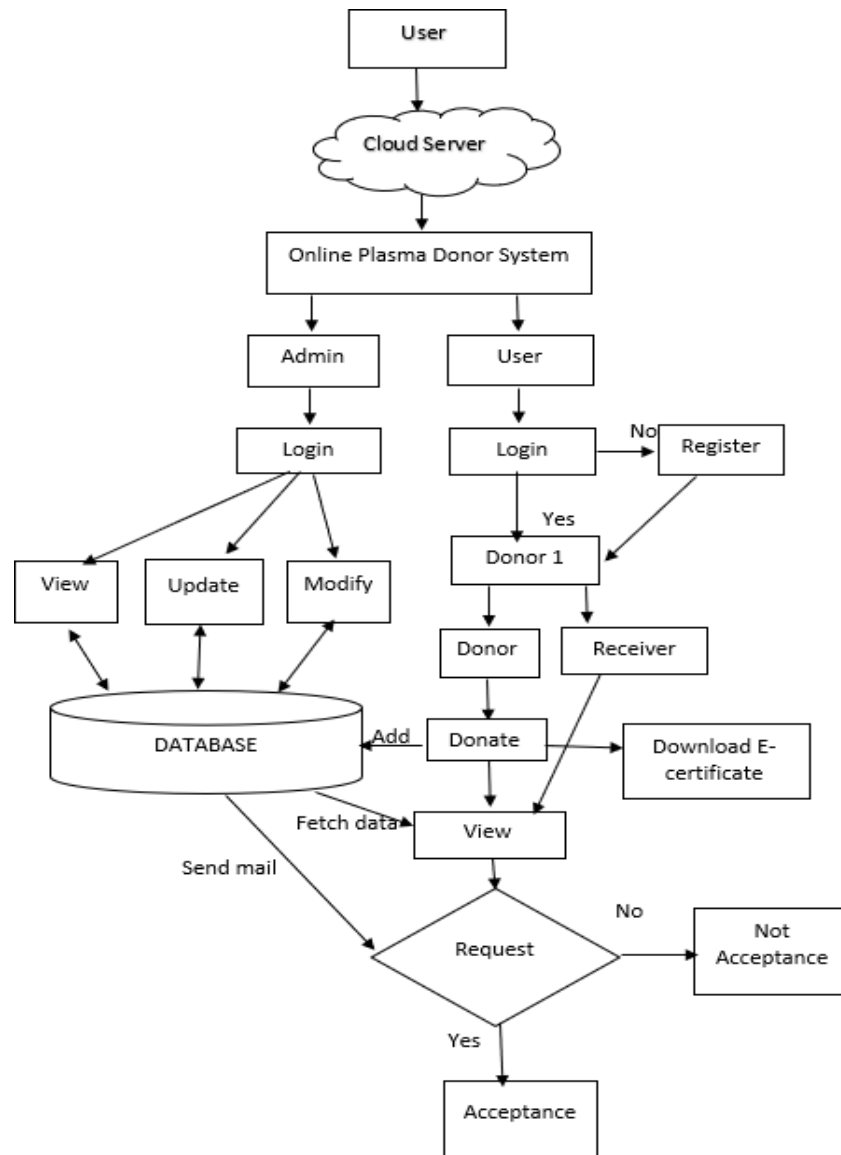 User
Cloud Server
Online Plasma Donor System
Admin
User
Login
Login
No
Register
Yes
View
Update
Modify
Donor 1
Donor
Receiver
DATABASE
Add
Donate
Download E-
certificate
Fetch data
View
Send mail
Request
No
Not
Acceptance
Yes
Acceptance